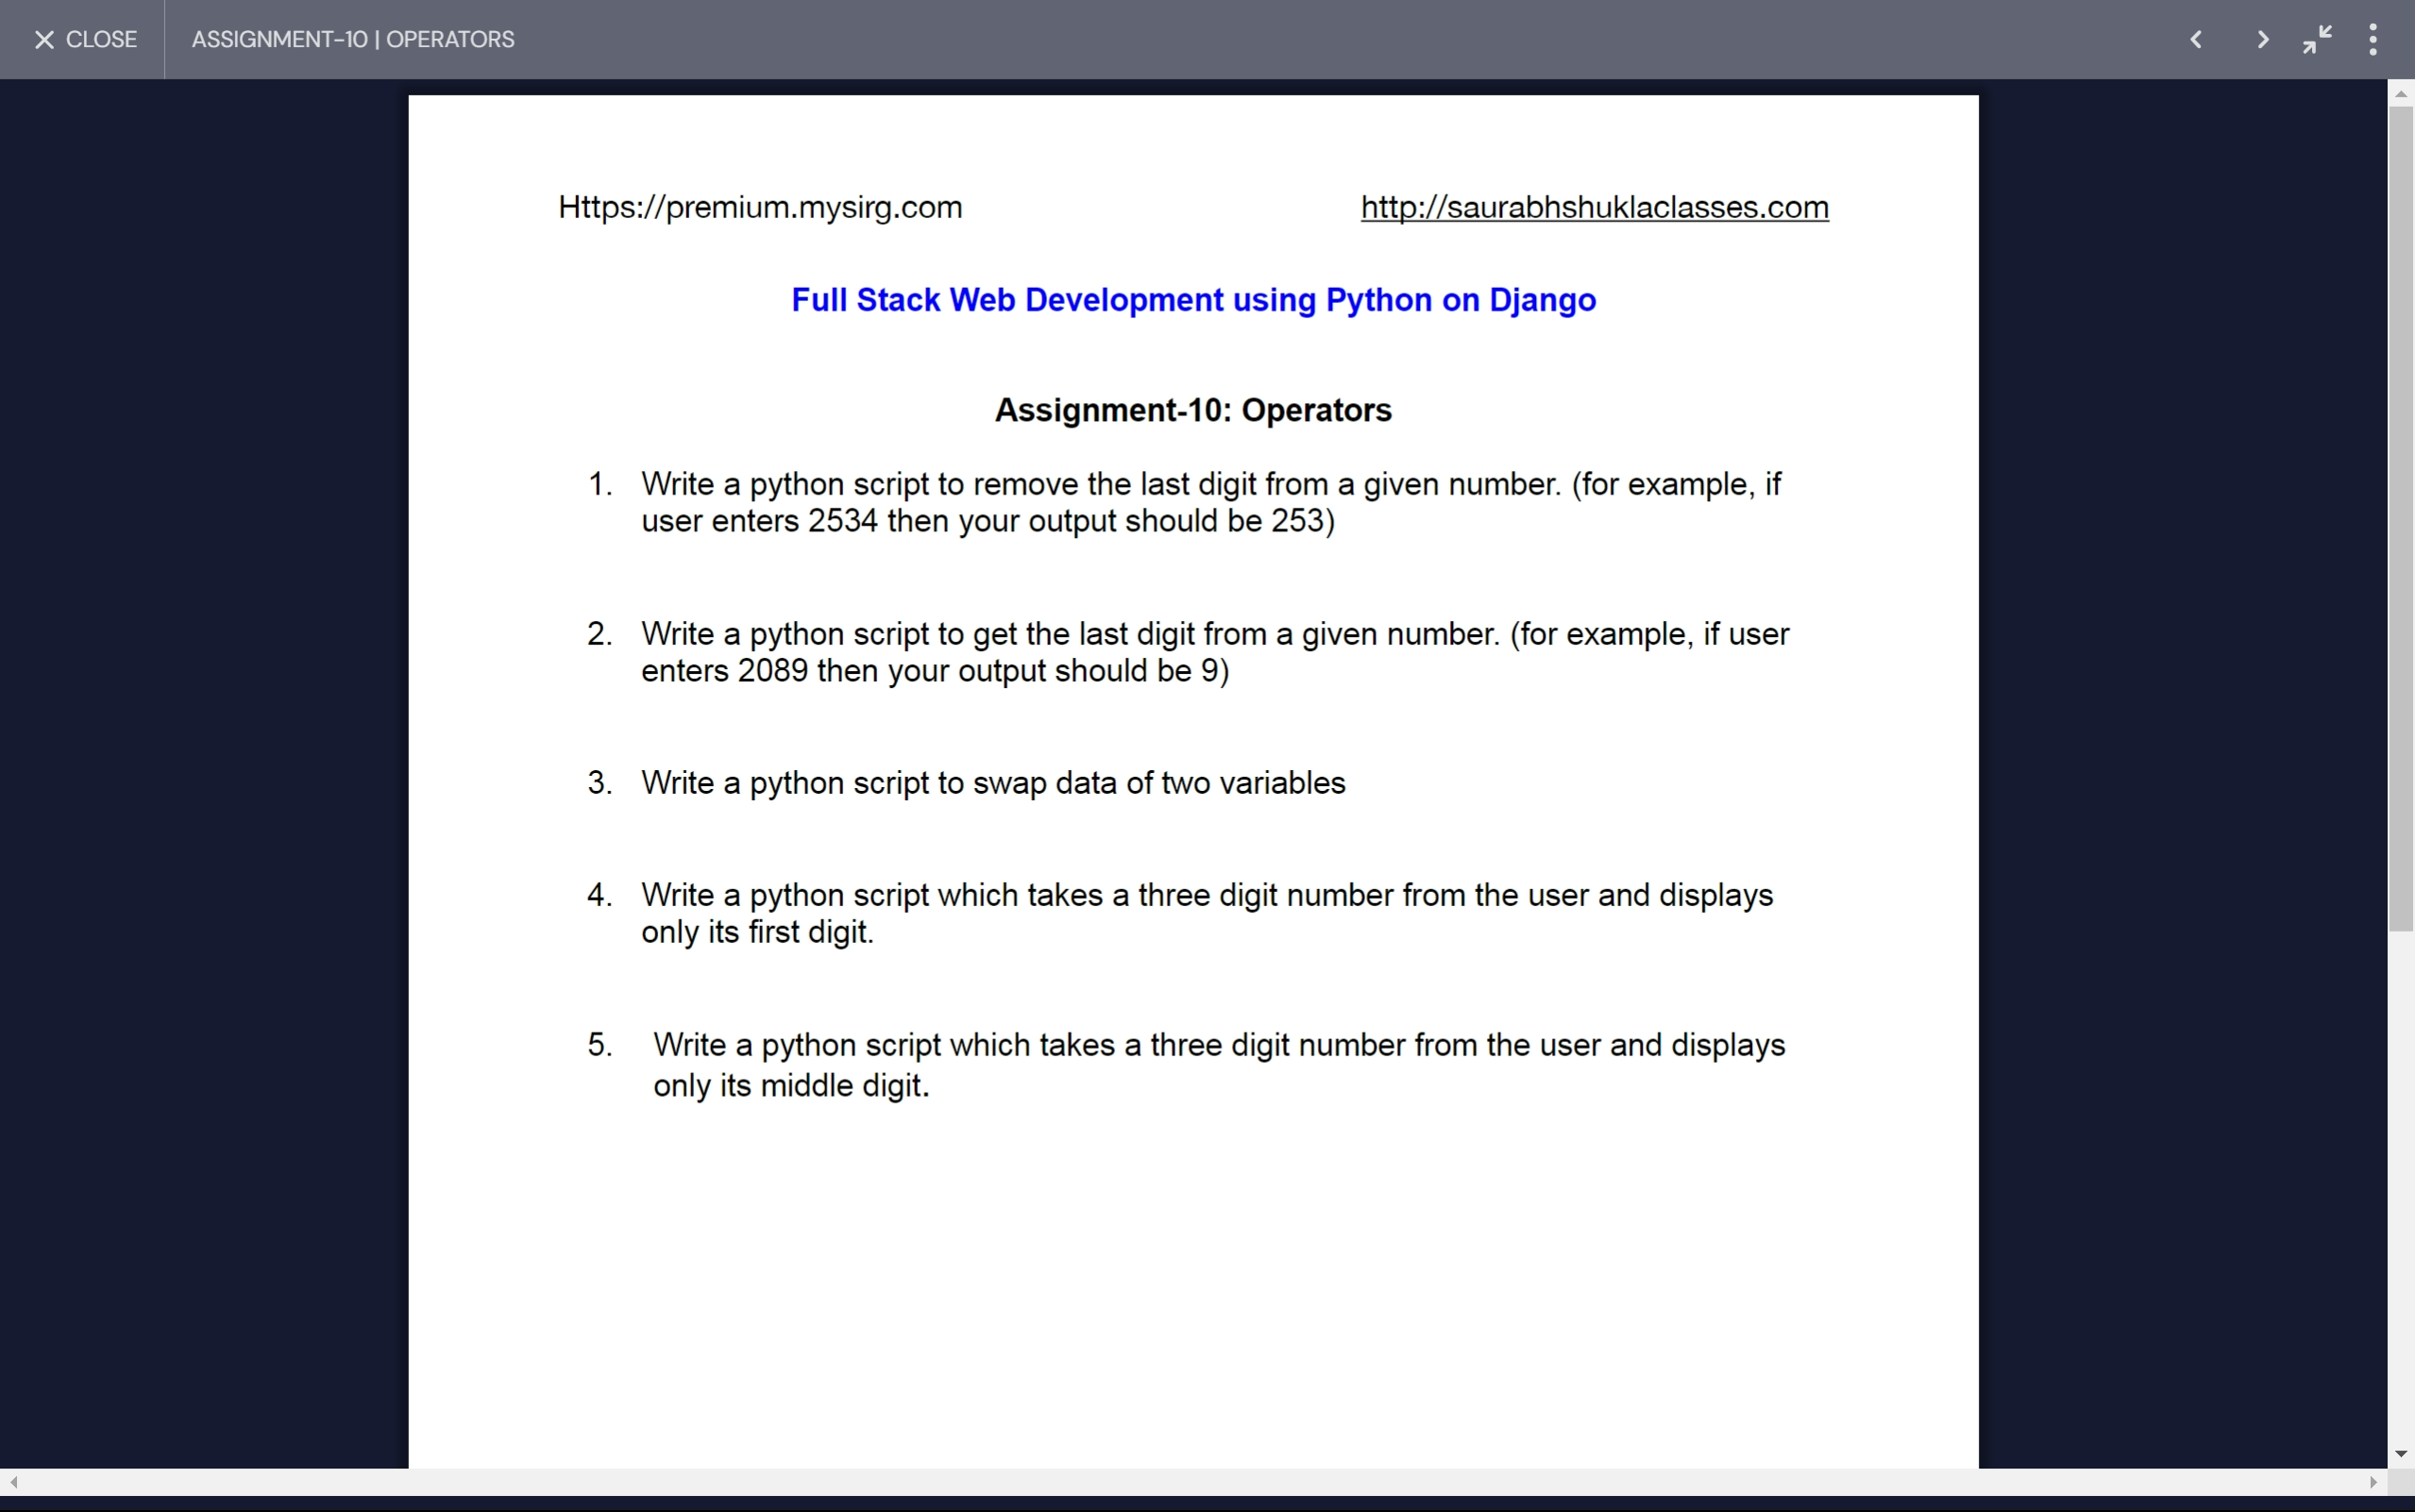 CLOSE
ASSIGNMENT-10 | OPERATORS
Https://premium.mysirg.com
http://saurabhshuklaclasses.com
Full Stack Web Development using Python on Django
Assignment-10: Operators
1. Write a python script to remove the last digit from a given number. (for example, if
user enters 2534 then your output should be 253)
2. Write a python script to get the last digit from a given number. (for example, if user
enters 2089 then your output should be 9)
3. Write a python script to swap data of two variables
4. Write a python script which takes a three digit number from the user and displays
only its first digit.
5. Write a python script which takes a three digit number from the user and displays
only its middle digit.